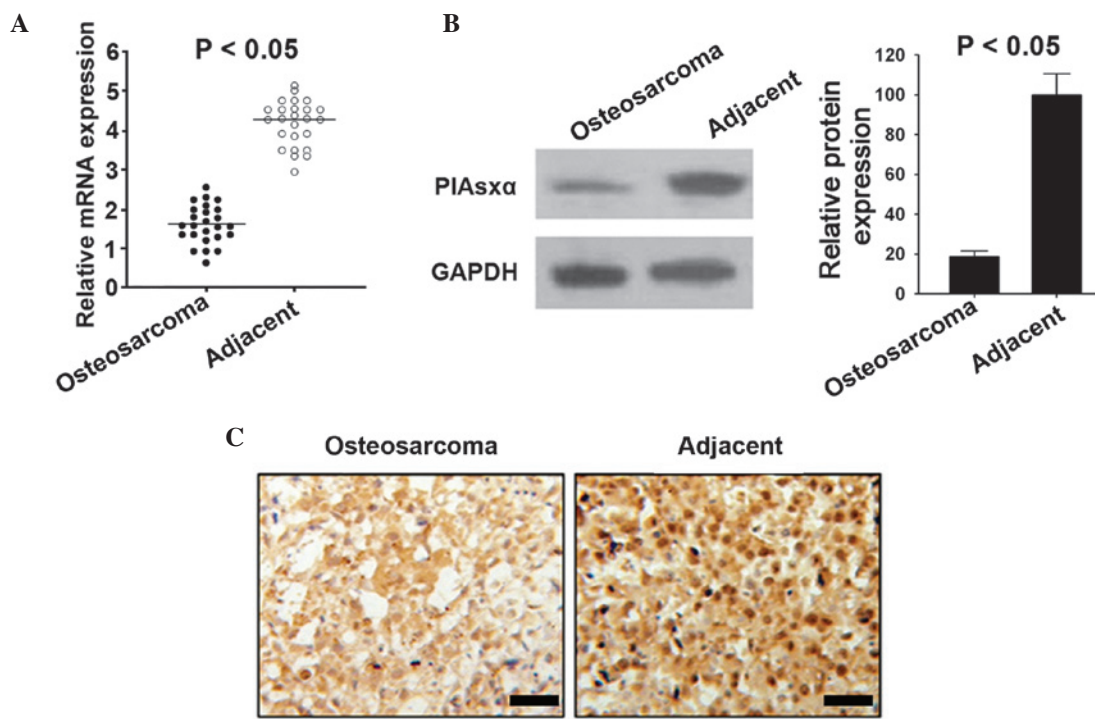 A
P < 0.05
Relative mRNA expression
6
5
4
3
2
1
0
Osteosarcoma
Adjacent
B
Osteosarcoma
Adjacent
PIAsxα
GAPDH
P < 0.05
Relative protein
expression
120
100
80
60
40
20
0
Osteosarcoma
Adjacent
C
Osteosarcoma
Adjacent